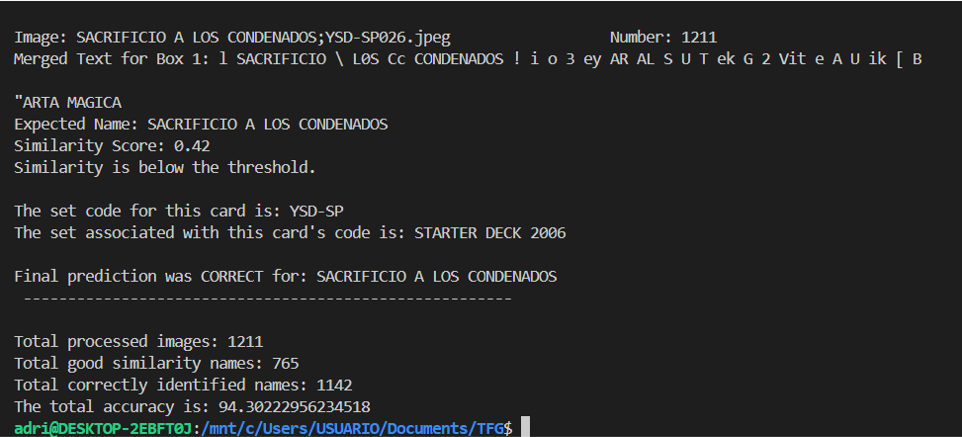 Image: SACRIFICIO A LOS CONDENADOS;YSD-SP026.jpeg Number: 1211
Merged Text for Box 1: l SACRIFICIO \ L0S Cc CONDENADOS ! i o 3 ey AR AL S U T ek G 2 Vit e A U ik [ B
"ARTA MAGICA
Expected Name: SACRIFICIO A LOS CONDENADOS
Similarity Score: 0.42
Similarity is below the threshold.
The set code for this card is: YSD-SP
The set associated with this card's code is: STARTER DECK 2006
Final prediction was CORRECT for: SACRIFICIO A LOS CONDENADOS
-------------------------------------------------------
Total processed images: 1211
Total good similarity names: 765
Total correctly identified names: 1142
The total accuracy is: 94.30222956234518
adri@DESKTOP-2EBFT0J:/mnt/c/Users/USUARIO/Documents/TFG$